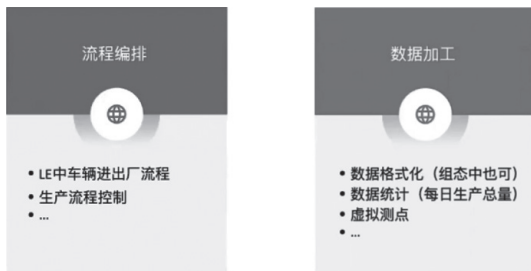 流程编排
• LE中车辆进出厂流程
• 生产流程控制
• ...
数据加工
• 数据格式化（组态中也可）
• 数据统计（每日生产总量）
• 虚拟测点
• ...